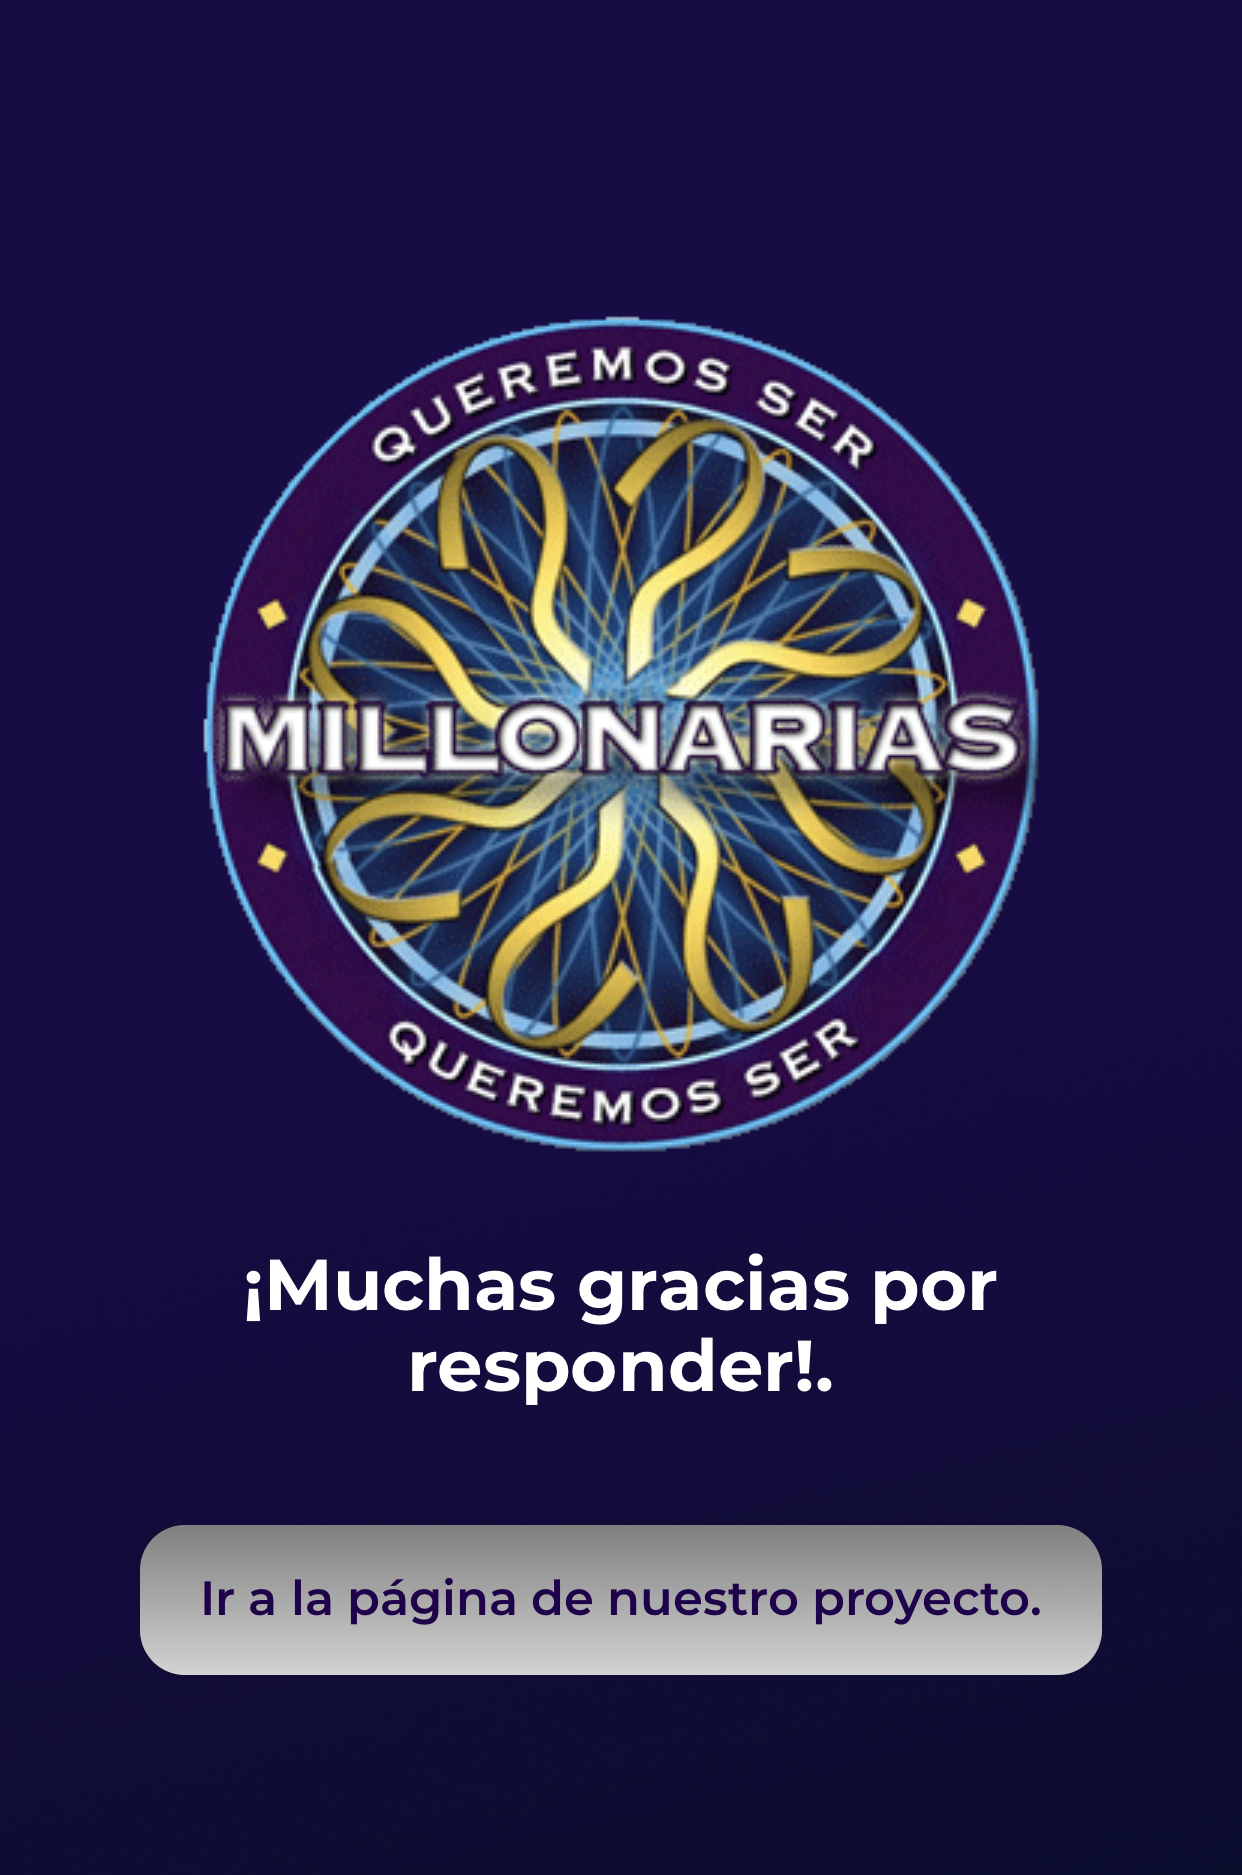 QUEREMOS SER
MILLONARIAS
QUEREMOS SER
¡Muchas gracias por
responder!.
Ir a la página de nuestro proyecto.